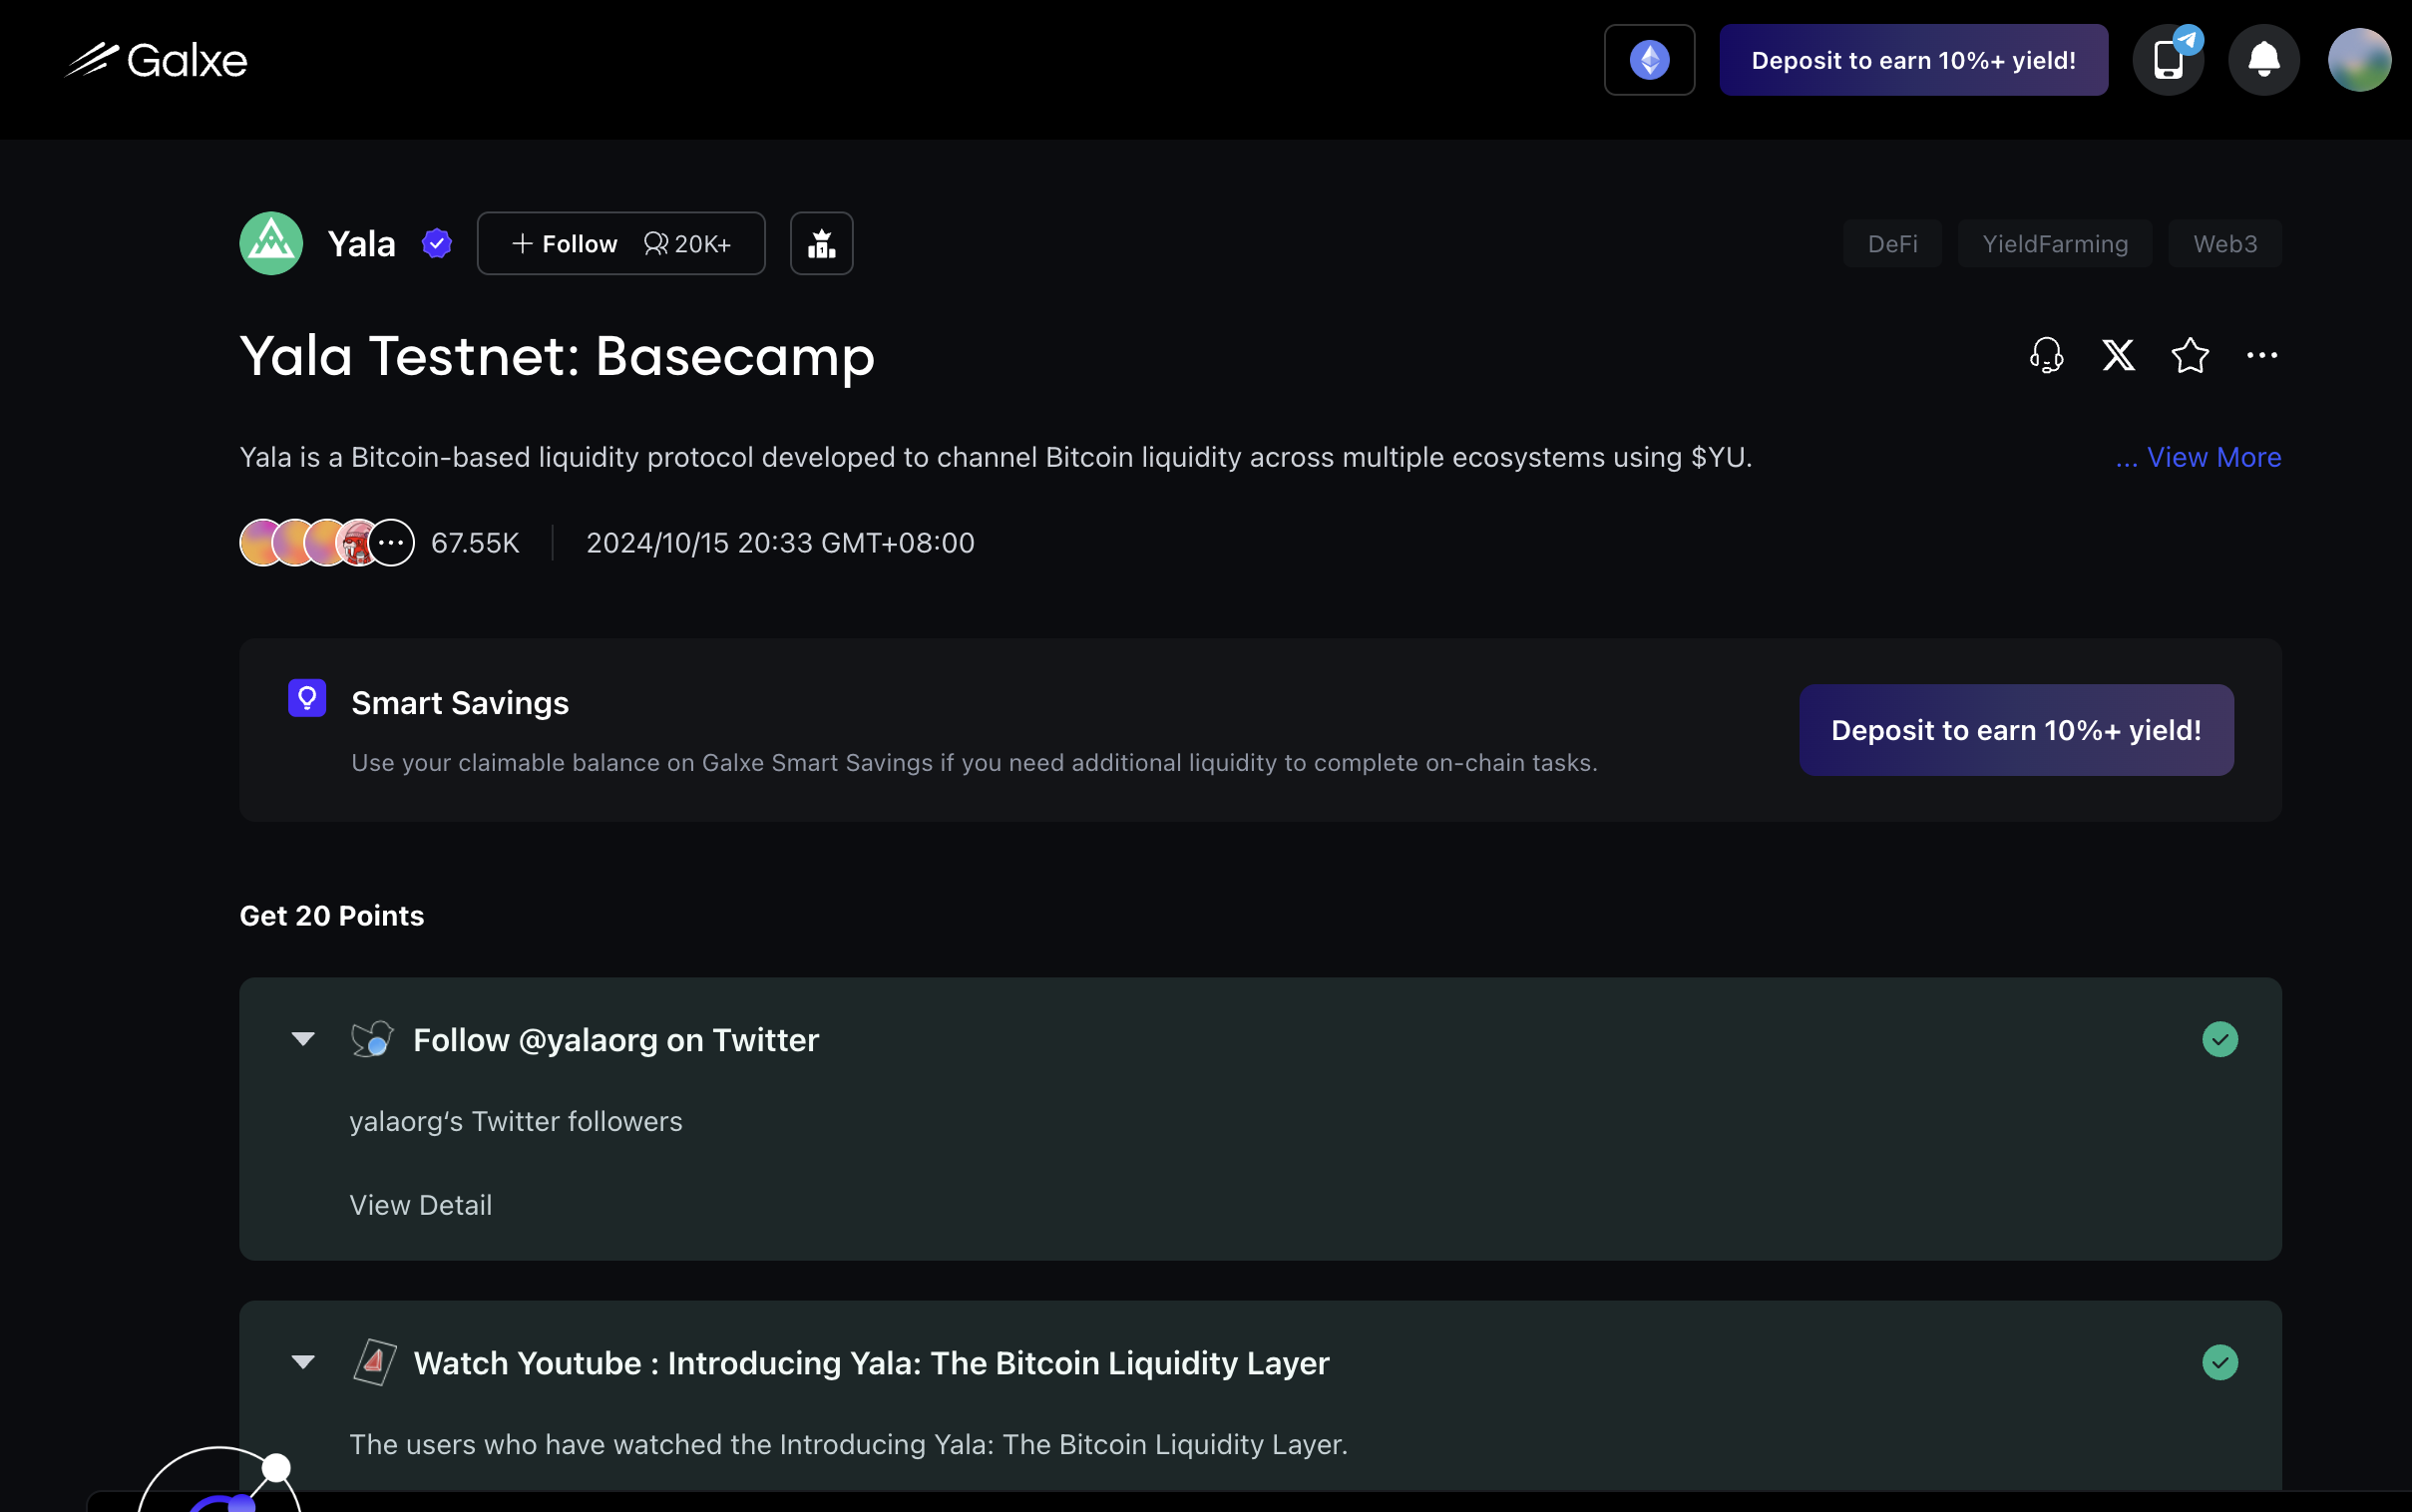 Galxe
Deposit to earn 10%+ yield!
Yala
+ Follow 20K+
DeFi
YieldFarming
Web3
Yala Testnet: Basecamp
Yala is a Bitcoin-based liquidity protocol developed to channel Bitcoin liquidity across multiple ecosystems using $YU.
... View More
67.55K
2024/10/15 20:33 GMT+08:00
Smart Savings
Use your claimable balance on Galxe Smart Savings if you need additional liquidity to complete on-chain tasks.
Deposit to earn 10%+ yield!
Get 20 Points
Follow @yalaorg on Twitter
yalaorg‘s Twitter followers
View Detail
Watch Youtube : Introducing Yala: The Bitcoin Liquidity Layer
The users who have watched the Introducing Yala: The Bitcoin Liquidity Layer.